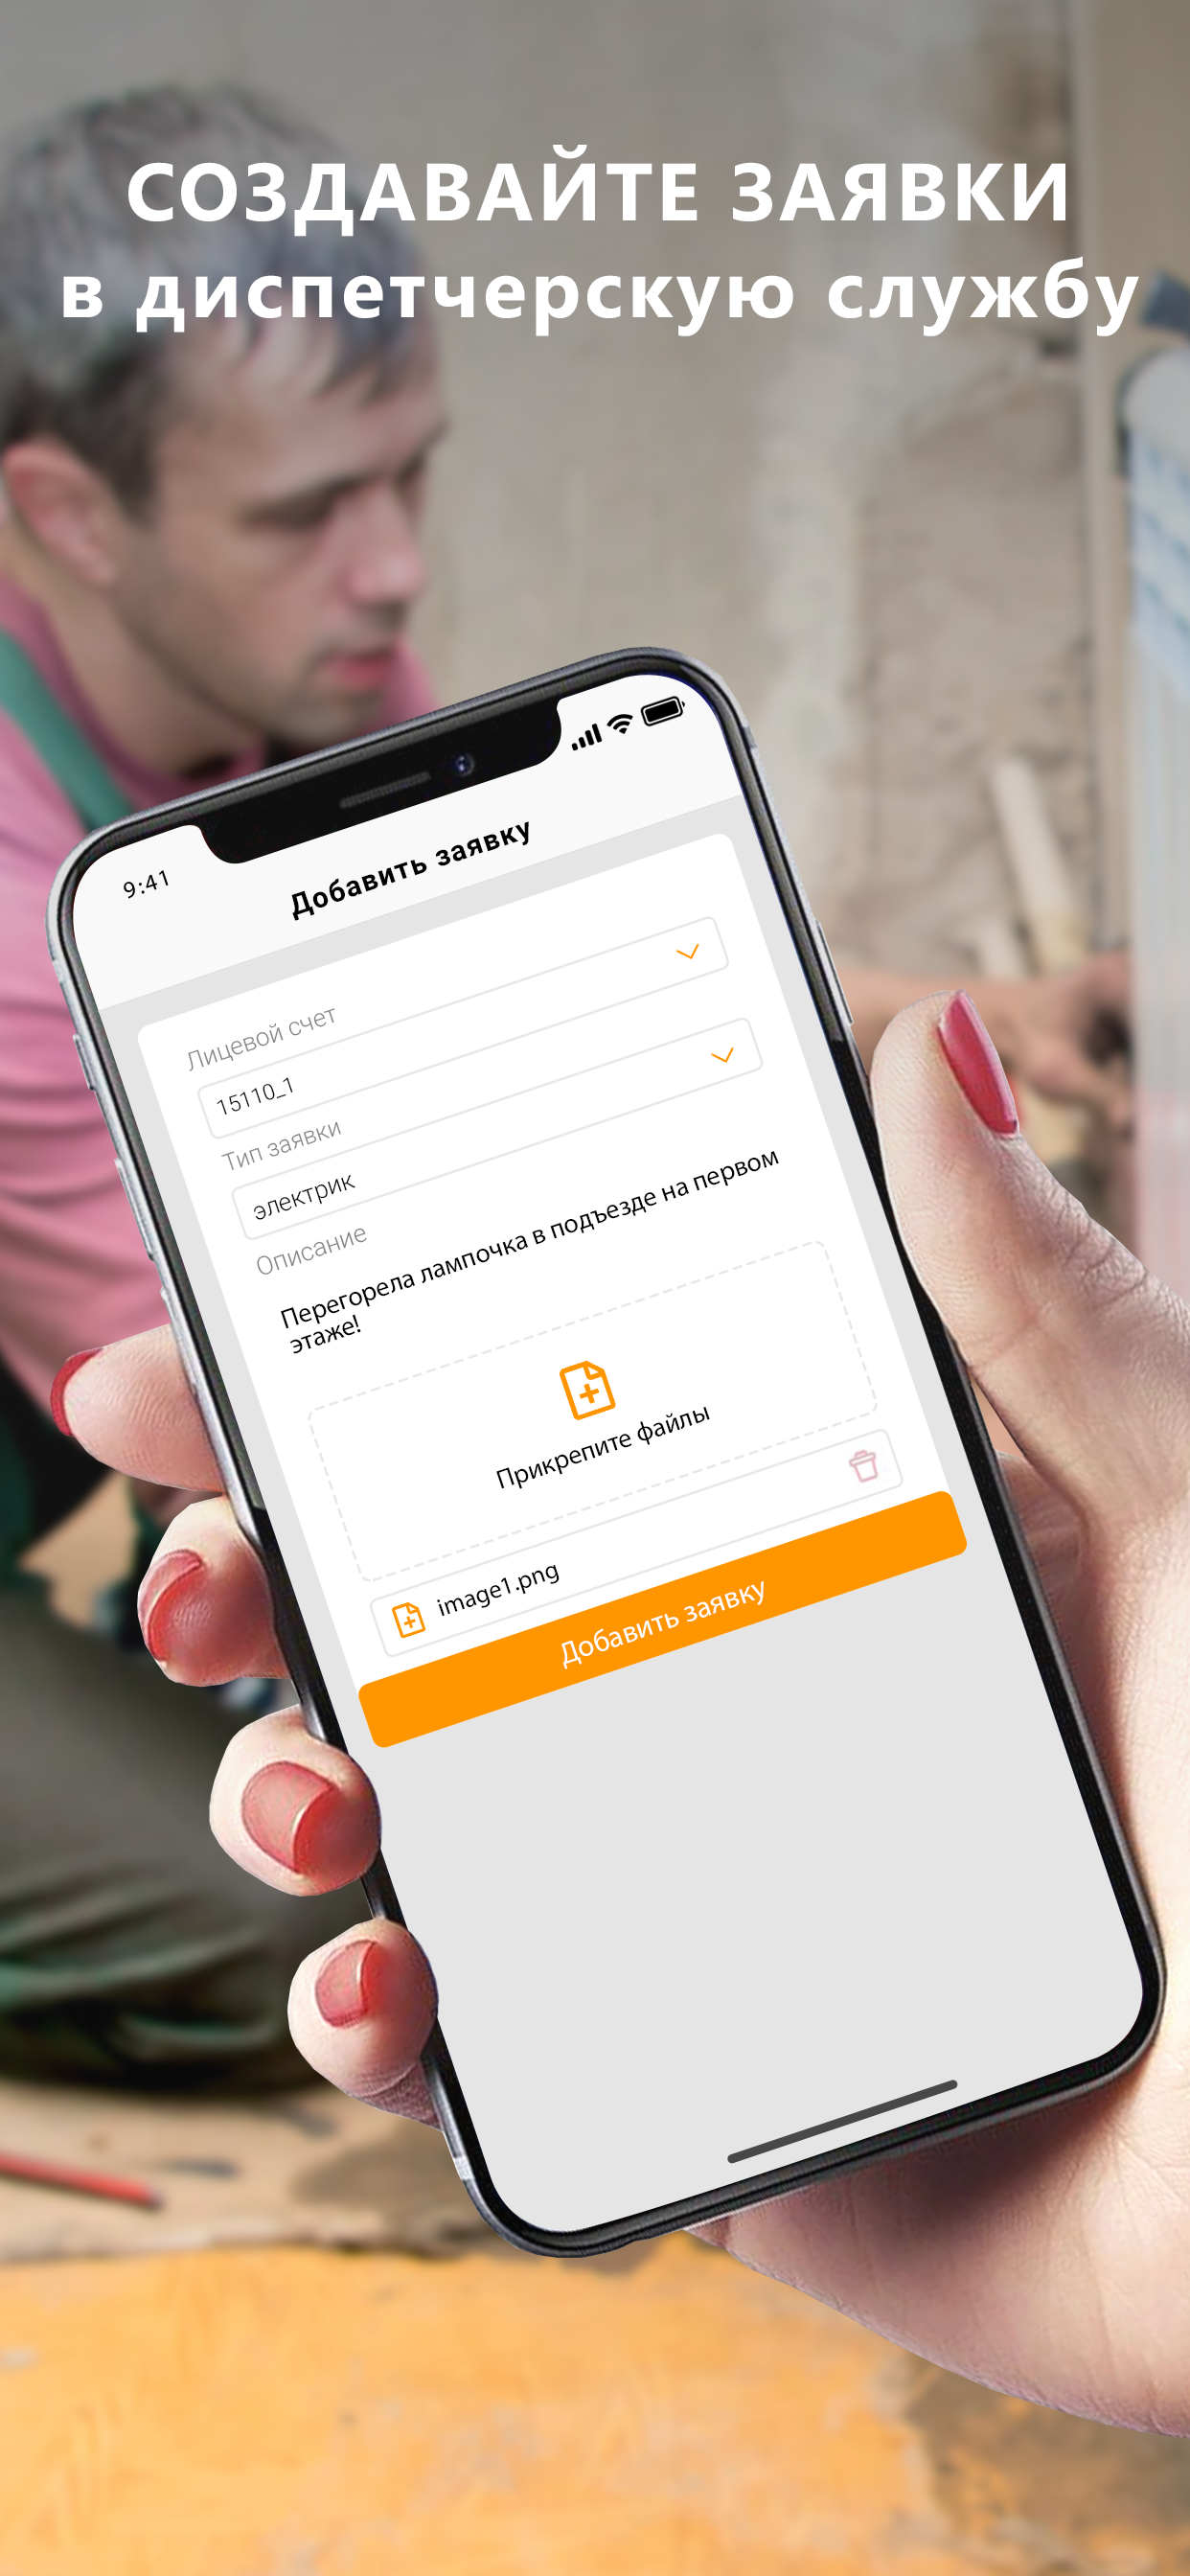 СОЗДАВАЙТЕ ЗАЯВКИ
в диспетчерскую службу
9:41
Добавить заявку
Лицевой счет
15110_1
Тип заявки
электрик
Описание
Перегорела лампочка в подъезде на первом
этаже!
Прикрепите файлы
image1.png
Добавить заявку